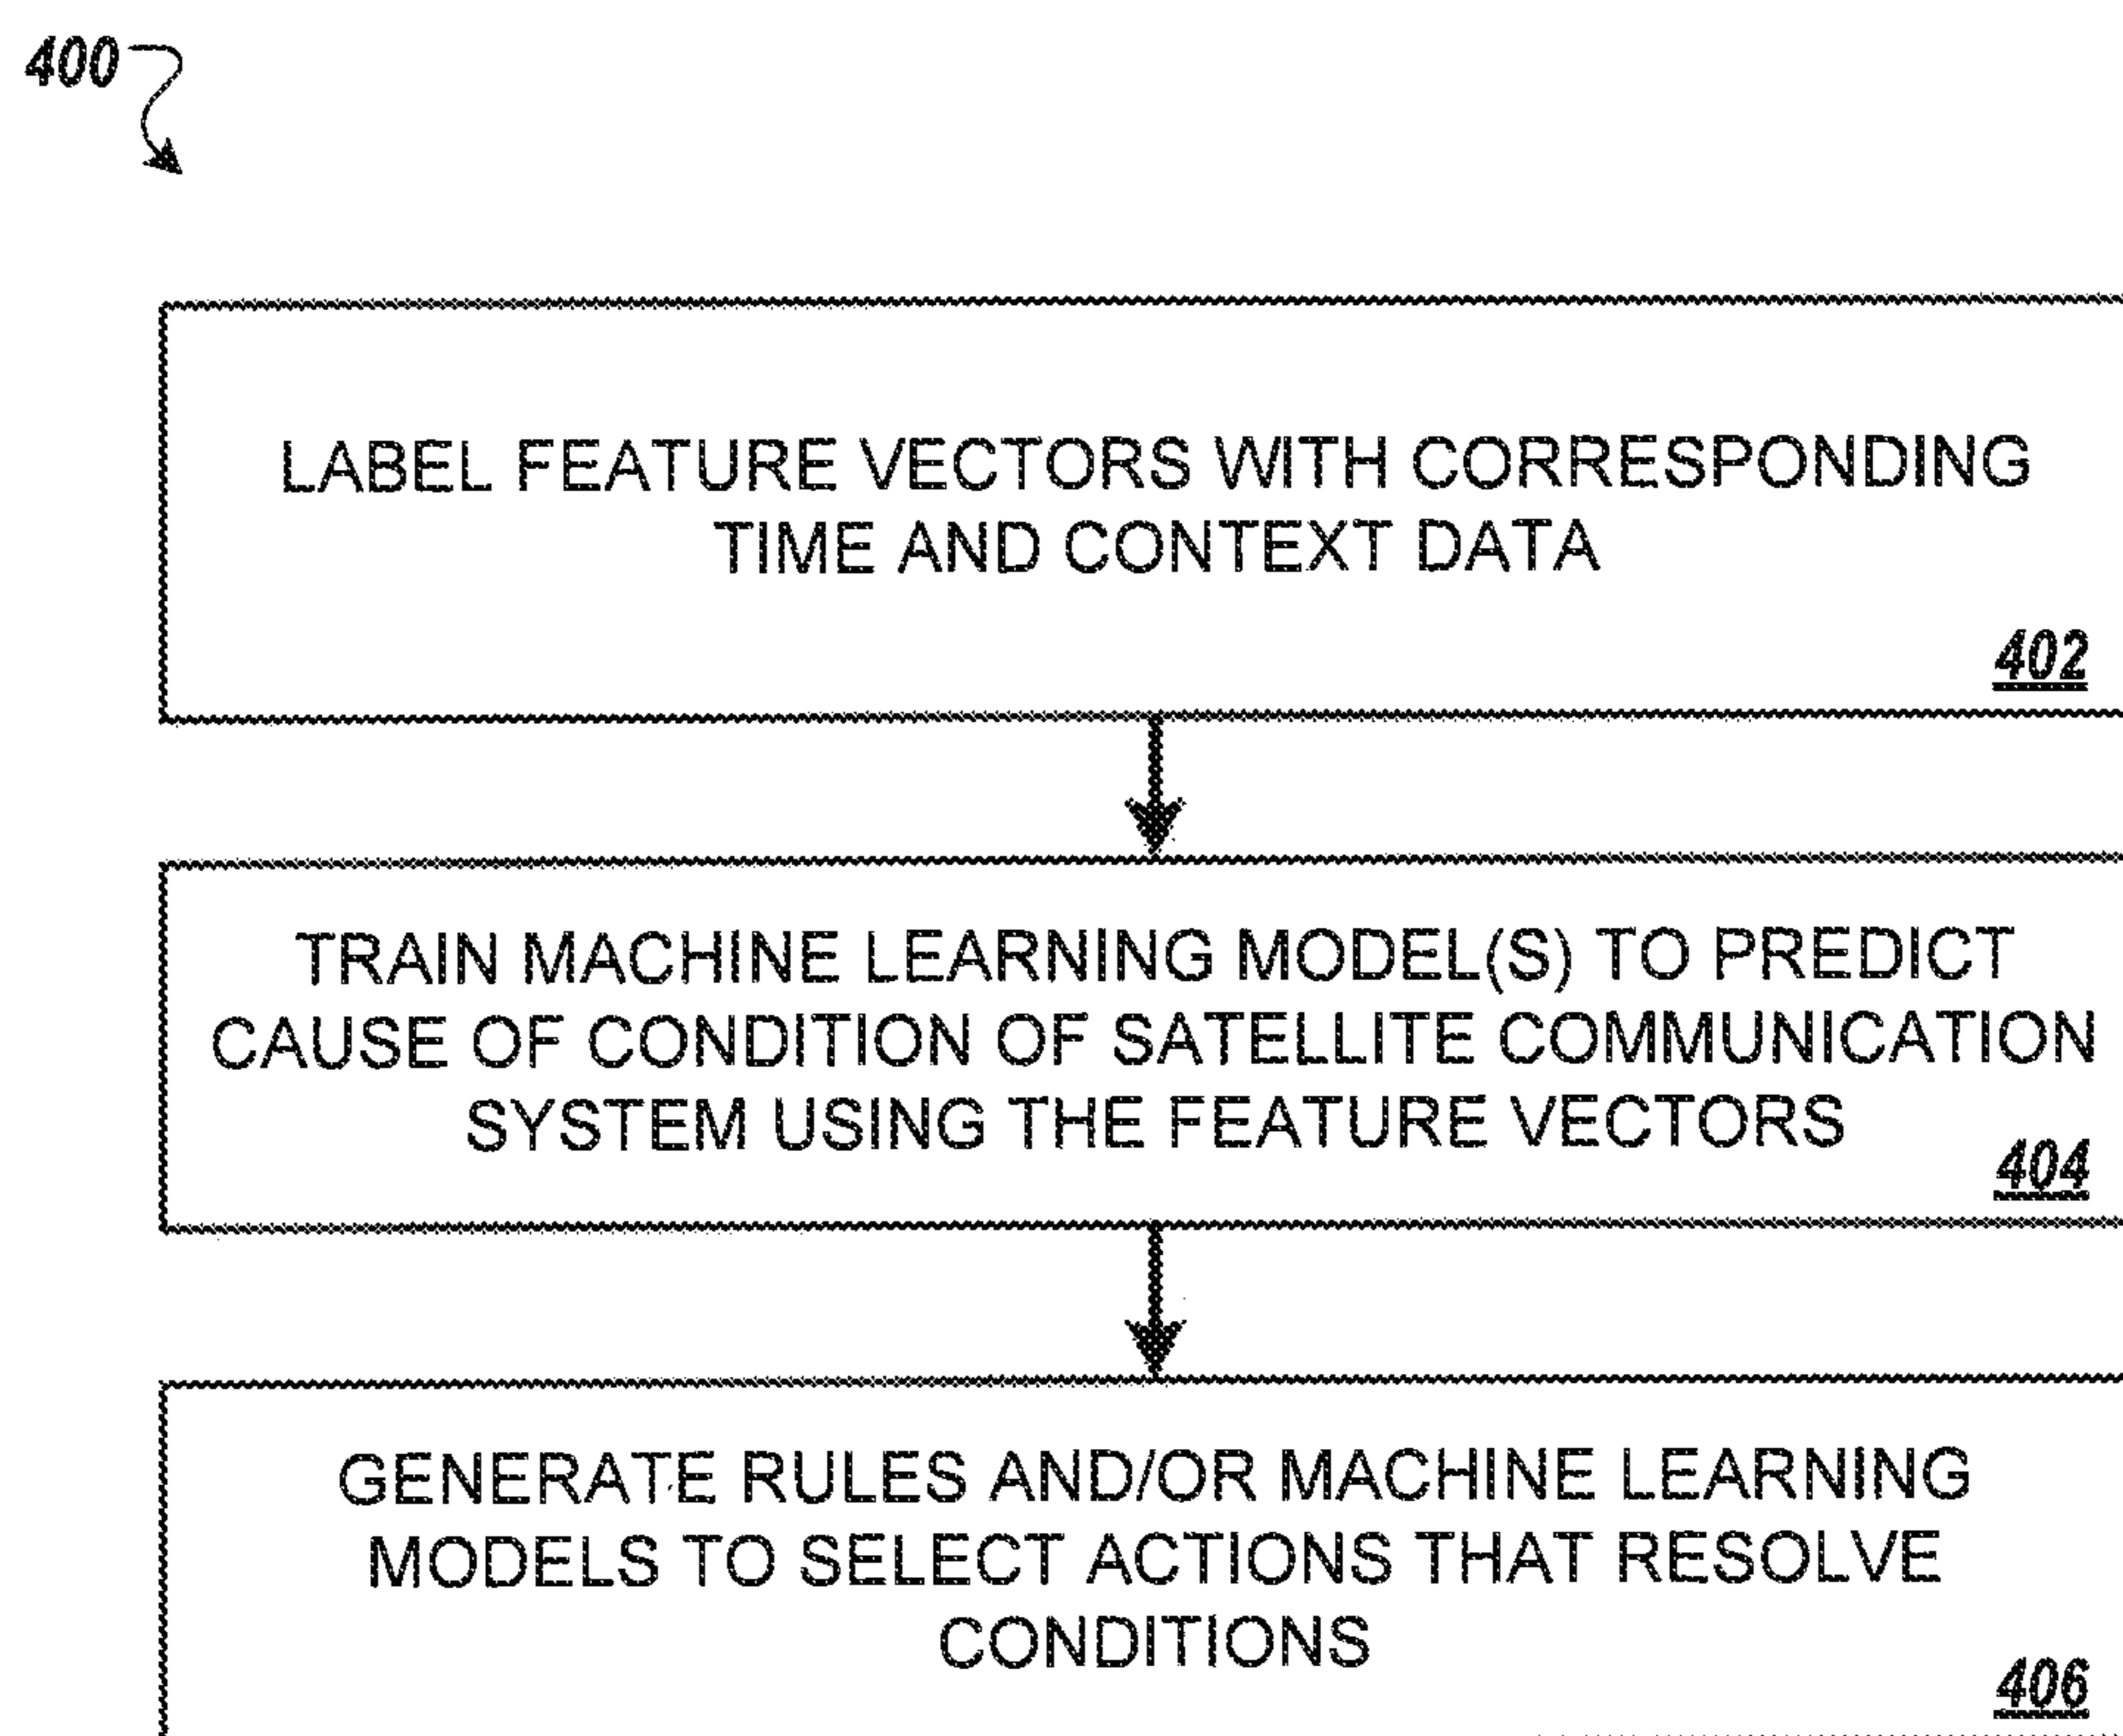 400
LABEL FEATURE VECTORS WITH CORRESPONDING
TIME AND CONTEXT DATA
402
TRAIN MACHINE LEARNING MODEL(S) TO PREDICT
CAUSE OF CONDITION OF SATELLITE COMMUNICATION
SYSTEM USING THE FEATURE VECTORS
404
GENERATE RULES AND/OR MACHINE LEARNING
MODELS TO SELECT ACTIONS THAT RESOLVE
CONDITIONS
406